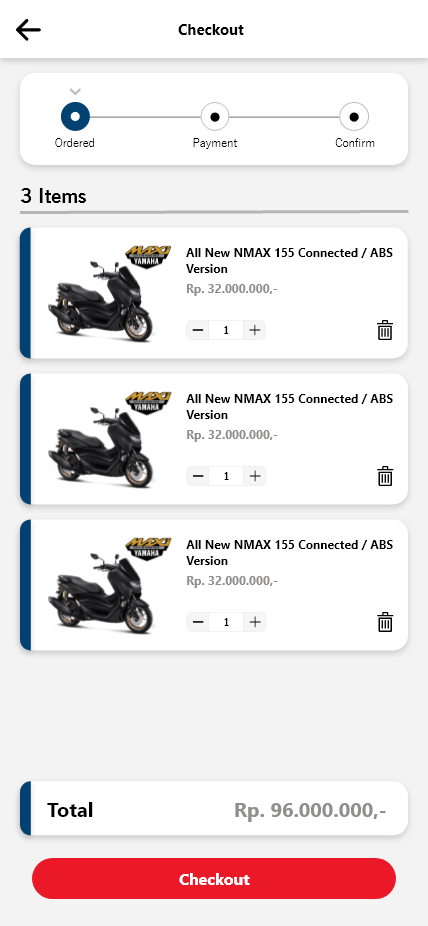 Checkout
Ordered
Payment
Confirm
3 Items
MAXI
YAMAHA
All New NMAX 155 Connected / ABS
Version
Rp. 32.000.000,-
1
MAXI
YAMAHA
All New NMAX 155 Connected / ABS
Version
Rp. 32.000.000,-
1
MAXI
YAMAHA
All New NMAX 155 Connected / ABS
Version
Rp. 32.000.000,-
1
Total
Rp. 96.000.000,-
Checkout